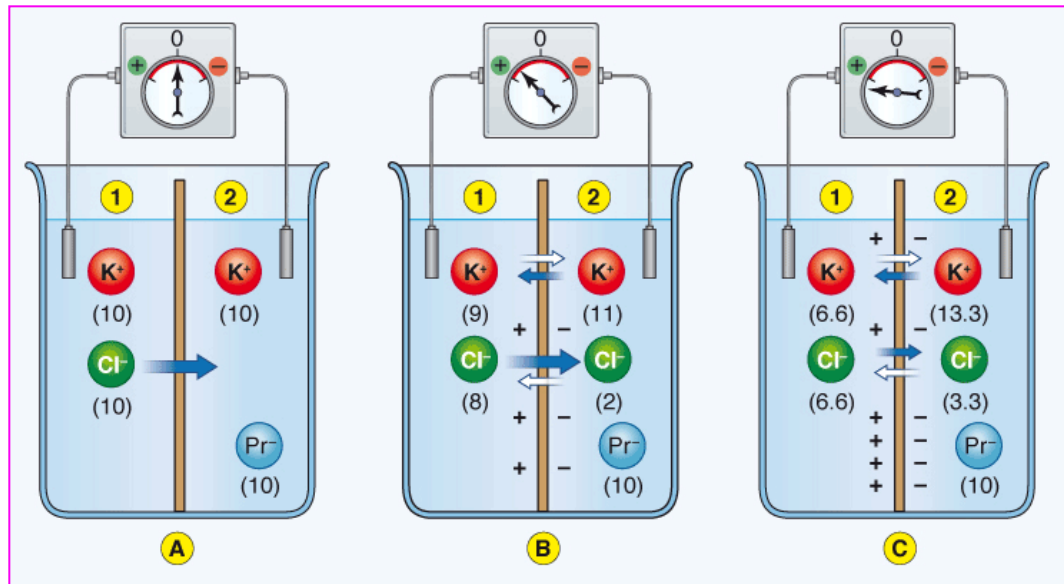 0
+ −
1 2
K⁺ K⁺
(10) (10)
Cl⁻
(10)
Pr⁻
(10)
A
0
+ −
1 2
K⁺ K⁺
(9) (11)
+ −
Cl⁻ Cl⁻
(8) (2)
+ −
Pr⁻
+ −
(10)
B
0
+ −
1 2
+ −
K⁺ K⁺
(6.6) (13.3)
+ −
Cl⁻ Cl⁻
(6.6) (3.3)
+ −
+ −
Pr⁻
+ −
+ −
(10)
C